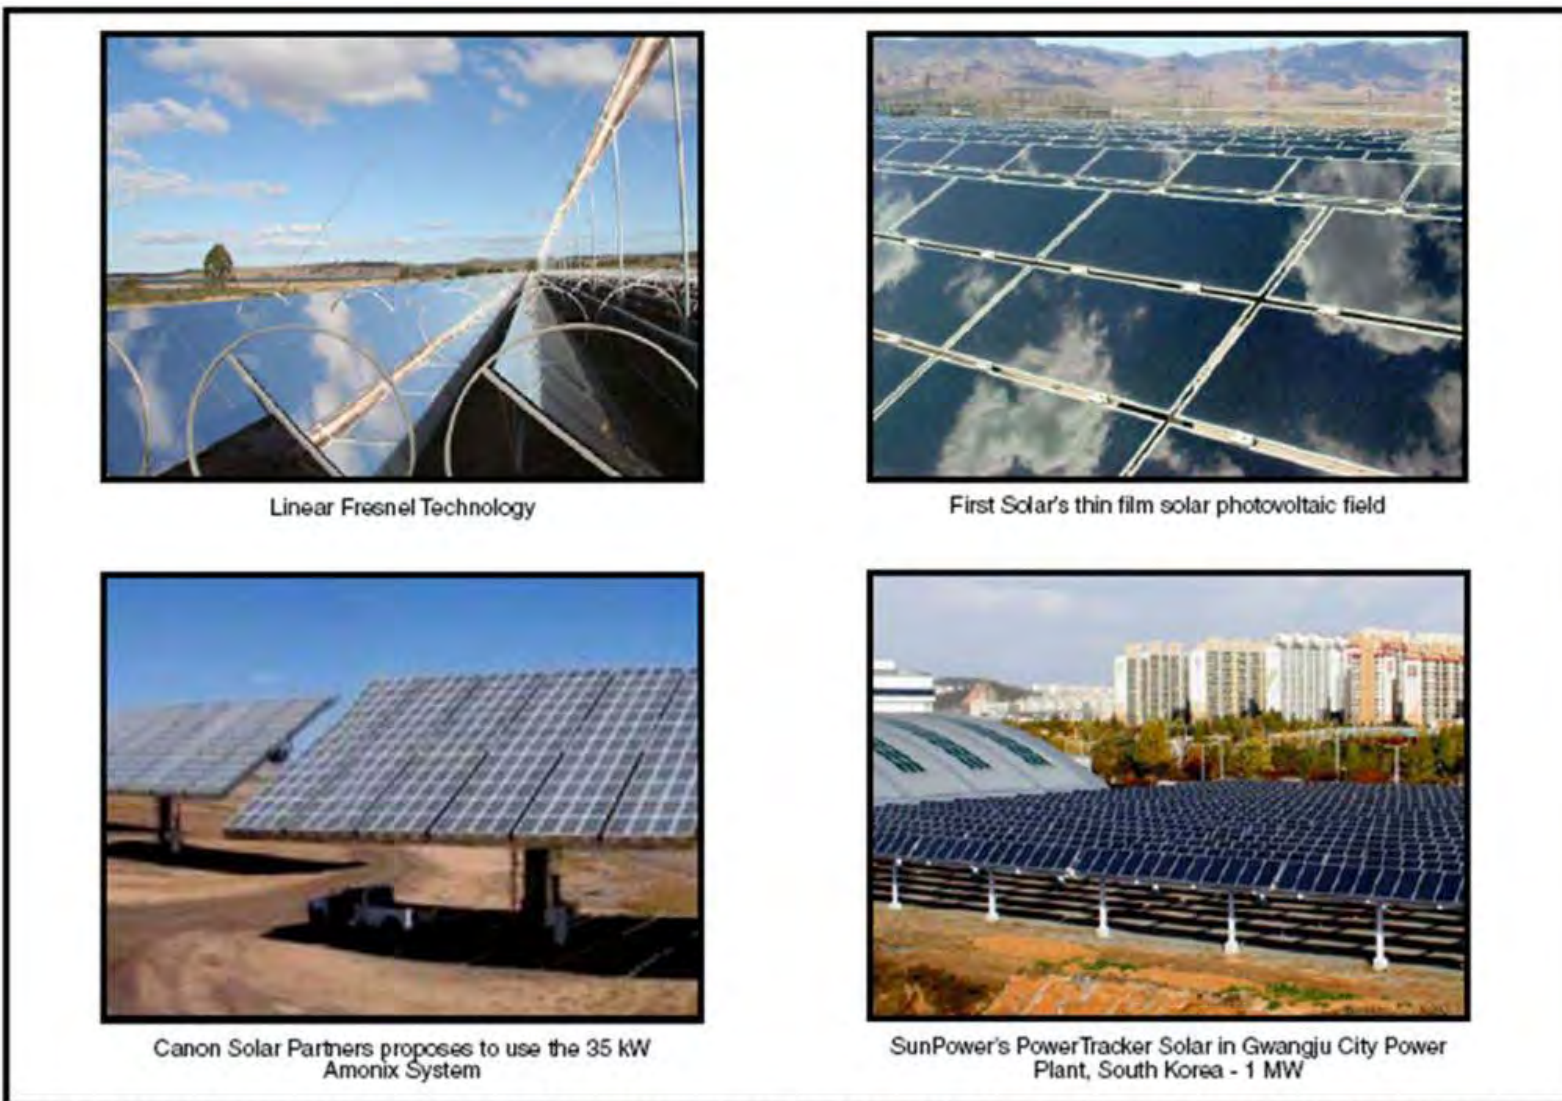 Linear Fresnel Technology
First Solar's thin film solar photovoltaic field
Canon Solar Partners proposes to use the 35 kW
Amonix System
SunPower's PowerTracker Solar in Gwangju City Power
Plant, South Korea - 1 MW